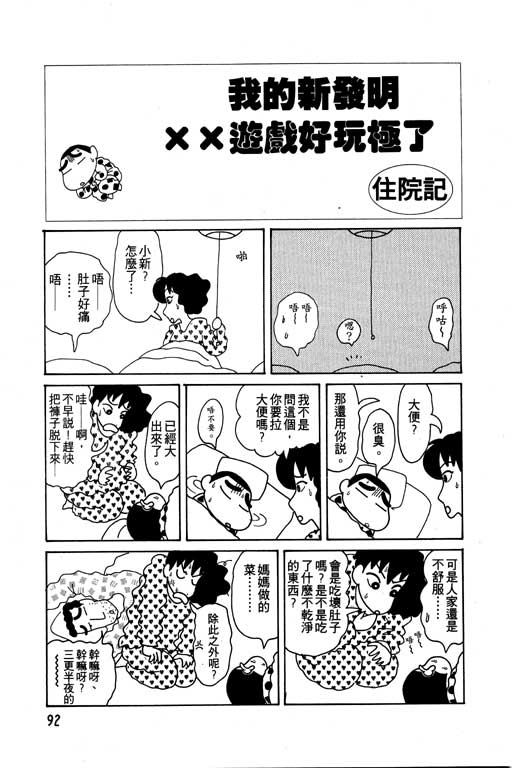 我的新發明
××遊戲好玩極了
住院記
呼咕～
嗯？
唔～
唔～
啪
小新？
怎麼了…
唔——
肚子好痛
……
唔——
大便？
很臭。
那還用你說。
我不是
問這個，
你要拉
大便嗎？
唔不要。
已經大
出來了。
哇——啊，
不早說！趕快
把褲子脫下來——
可是人家還是
不舒服……
會是吃壞肚子
嗎？是不是吃
了什麼不乾淨
的東西？
媽媽做的
菜。
除此之外呢？
幹嘛呀、
幹嘛呀？
三更半夜的
92